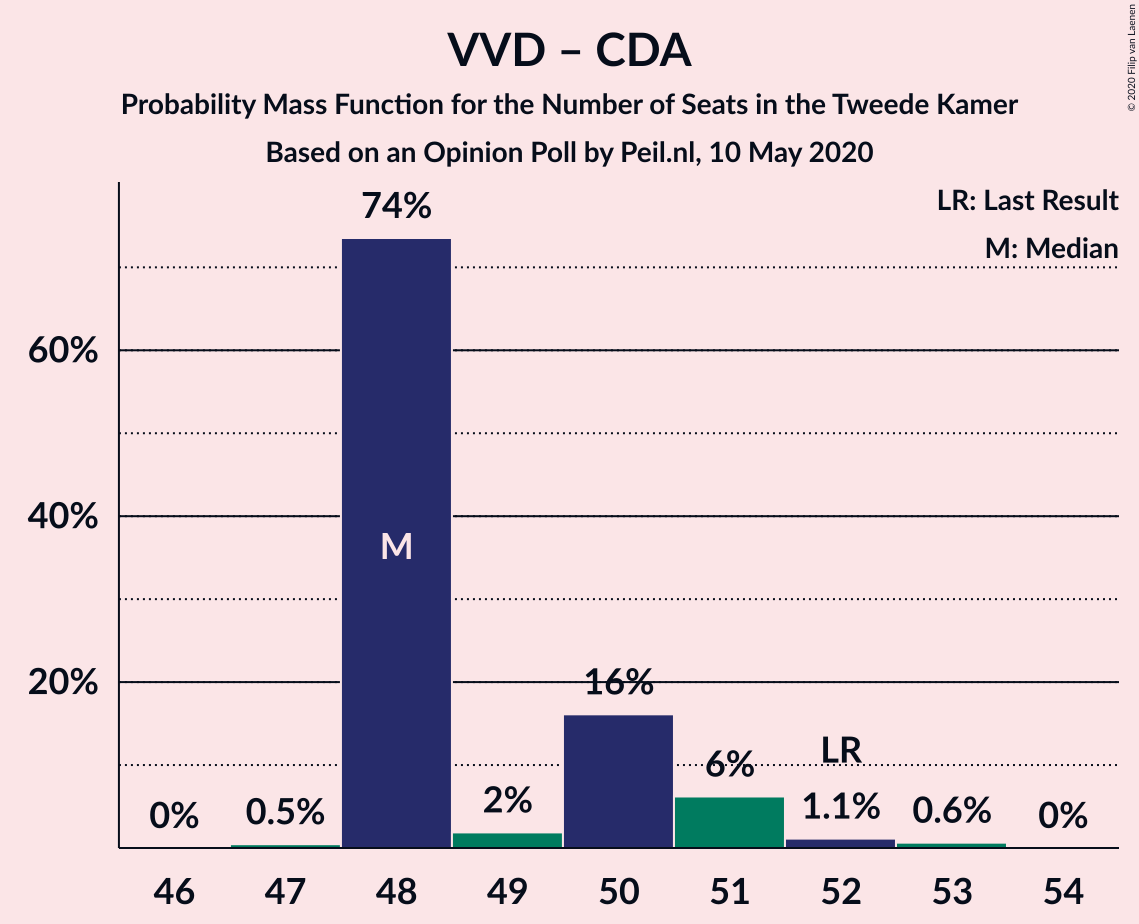 VVD – CDA
Probability Mass Function for the Number of Seats in the Tweede Kamer
Based on an Opinion Poll by Peil.nl, 10 May 2020
© 2020 Filip van Laenen
LR: Last Result
M: Median
74%
60%
M
40%
20%
16%
6%
LR
0%
0.5%
2%
1.1%
0.6%
0%
46 47 48 49 50 51 52 53 54